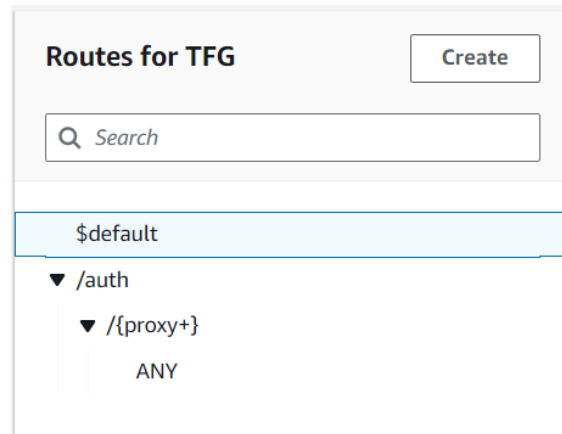 Routes for TFG
Create
Search
$default
/auth
/{proxy+}
ANY